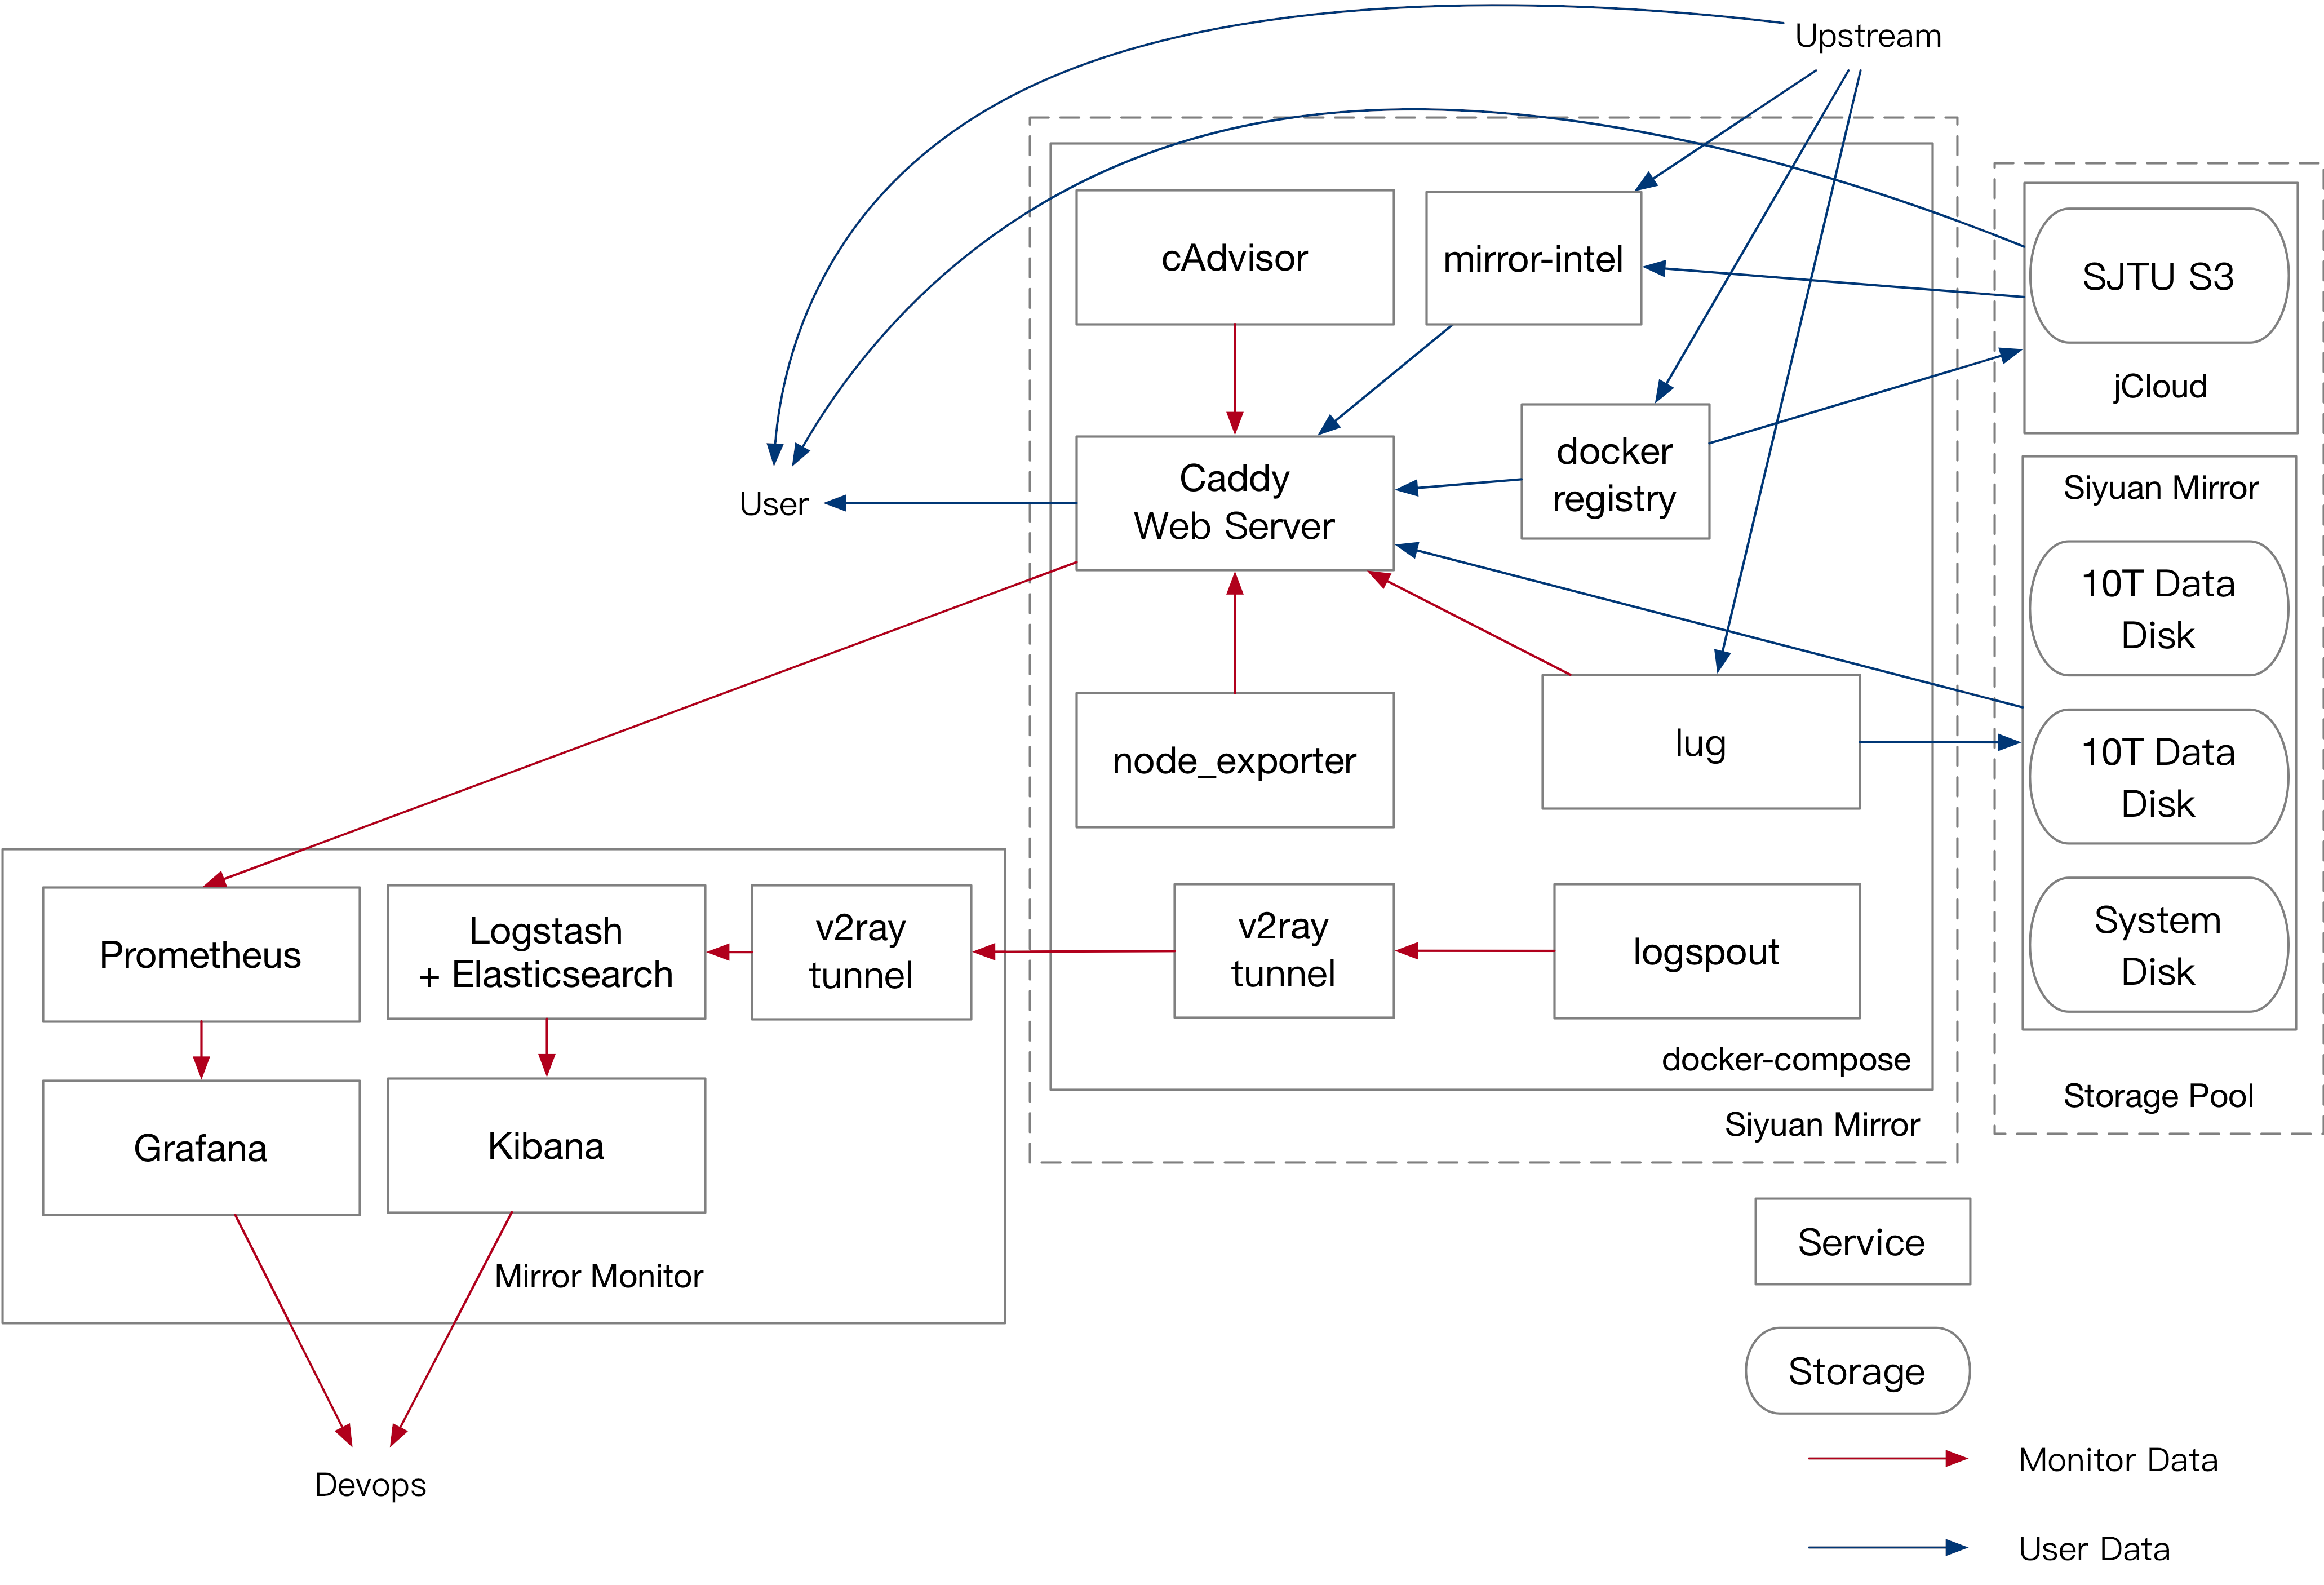 Upstream
cAdvisor
mirror-intel
SJTU S3
jCloud
docker
registry
Caddy
Web Server
User
Siyuan Mirror
10T Data
Disk
node_exporter
lug
10T Data
Disk
Prometheus
Logstash
+ Elasticsearch
v2ray
tunnel
v2ray
tunnel
logspout
System
Disk
docker-compose
Storage Pool
Siyuan Mirror
Grafana
Kibana
Mirror Monitor
Service
Storage
Devops
Monitor Data
User Data